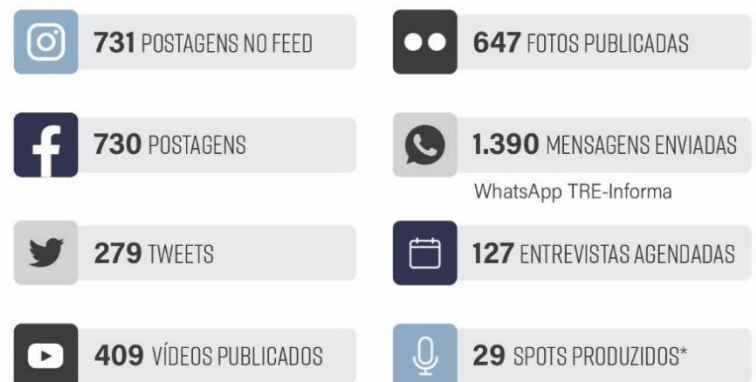 731 POSTAGENS NO FEED
647 FOTOS PUBLICADAS
730 POSTAGENS
1.390 MENSAGENS ENVIADAS
WhatsApp TRE-Informa
279 TWEETS
127 ENTREVISTAS AGENDADAS
409 VÍDEOS PUBLICADOS
29 SPOTS PRODUZIDOS*